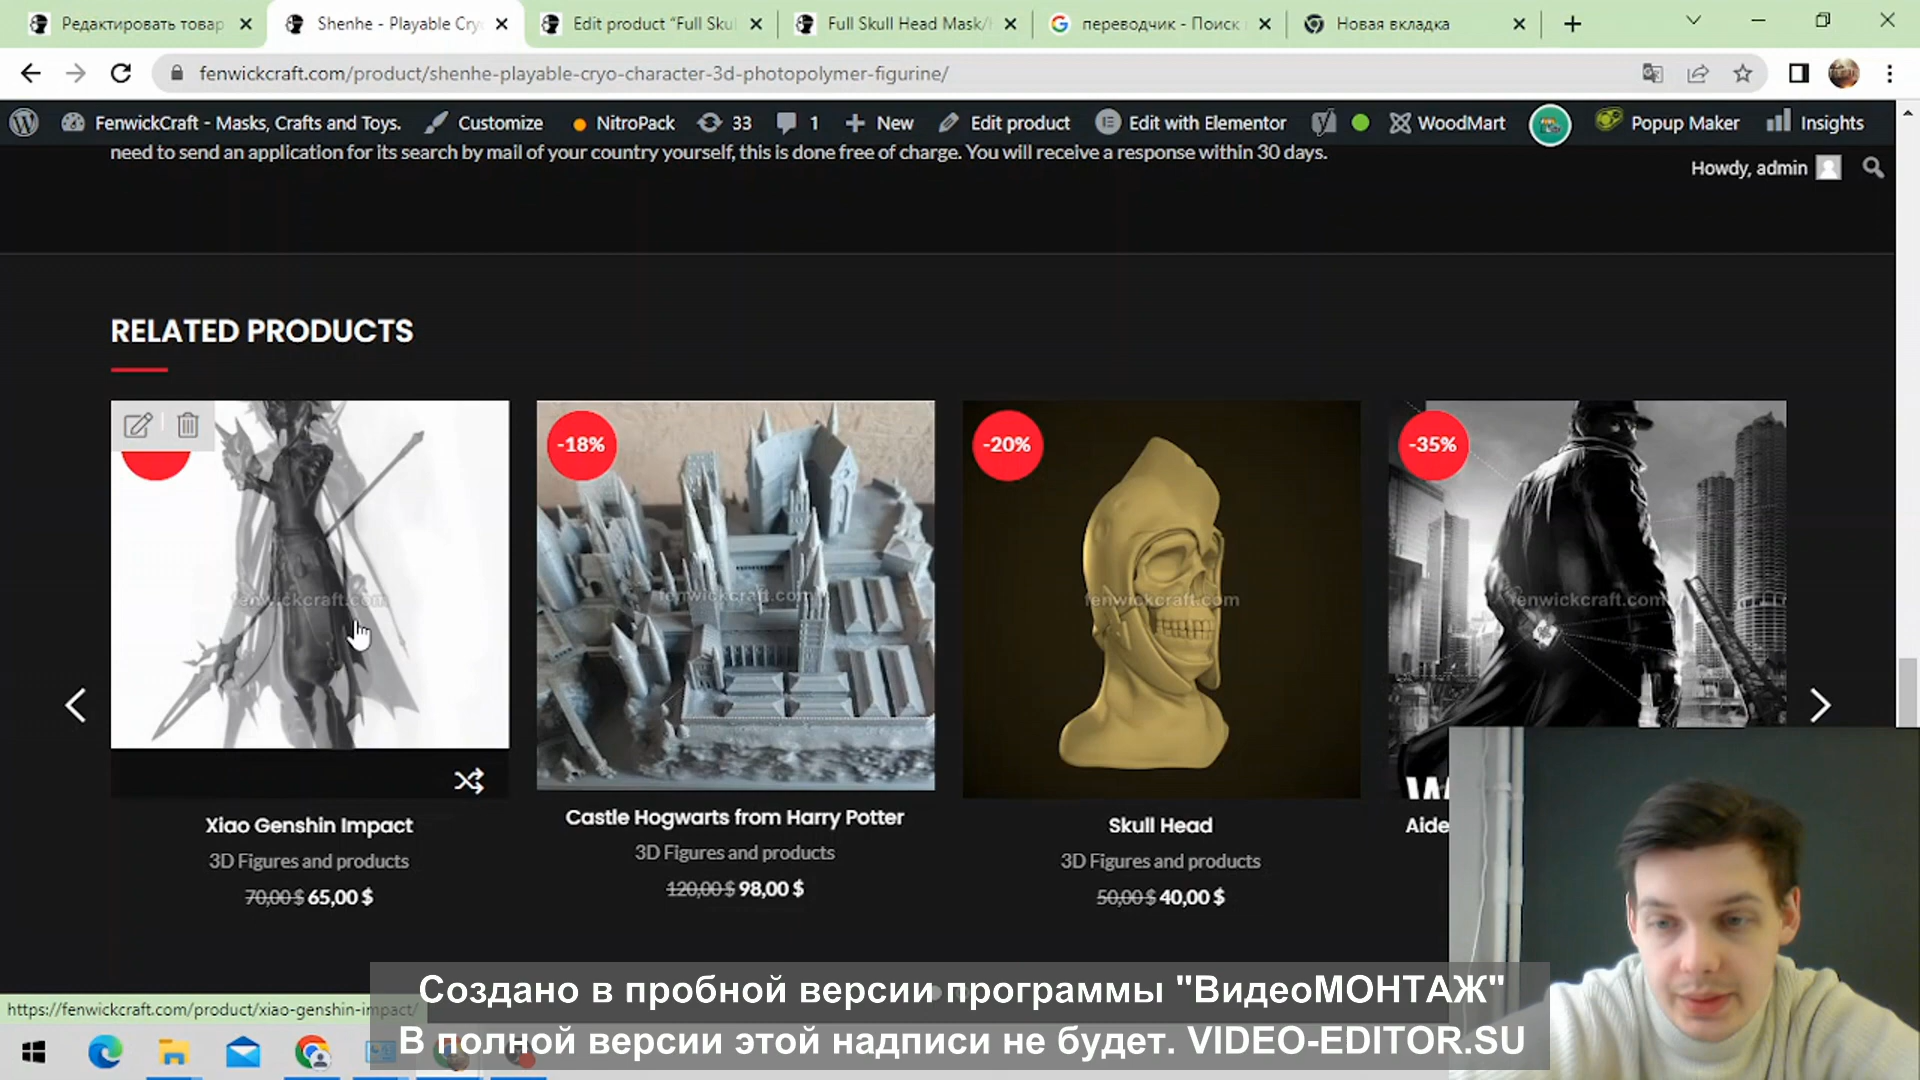 Редактировать товар
Shenhe - Playable Cryo
Edit product “Full Skul
Full Skull Head Mask/H
переводчик - Поиск
Новая вкладка
fenwickcraft.com/product/shenhe-playable-cryo-character-3d-photopolymer-figurine/
FenwickCraft - Masks, Crafts and Toys.
Customize
NitroPack
33
1
New
Edit product
Edit with Elementor
WoodMart
Popup Maker
Insights
need to send an application for its search by mail of your country yourself, this is done free of charge. You will receive a response within 30 days.
Howdy, admin
RELATED PRODUCTS
-18%
-20%
-35%
fenwickcraft.com
fenwickcraft.com
fenwickcraft.com
fenwickcraft.com
Xiao Genshin Impact
Castle Hogwarts from Harry Potter
Skull Head
Aide
3D Figures and products
3D Figures and products
3D Figures and products
70,00 $ 65,00 $
120,00 $ 98,00 $
50,00 $ 40,00 $
https://fenwickcraft.com/product/xiao-genshin-impact/
Создано в пробной версии программы "ВидеоМОНТАЖ"
В полной версии этой надписи не будет. VIDEO-EDITOR.SU